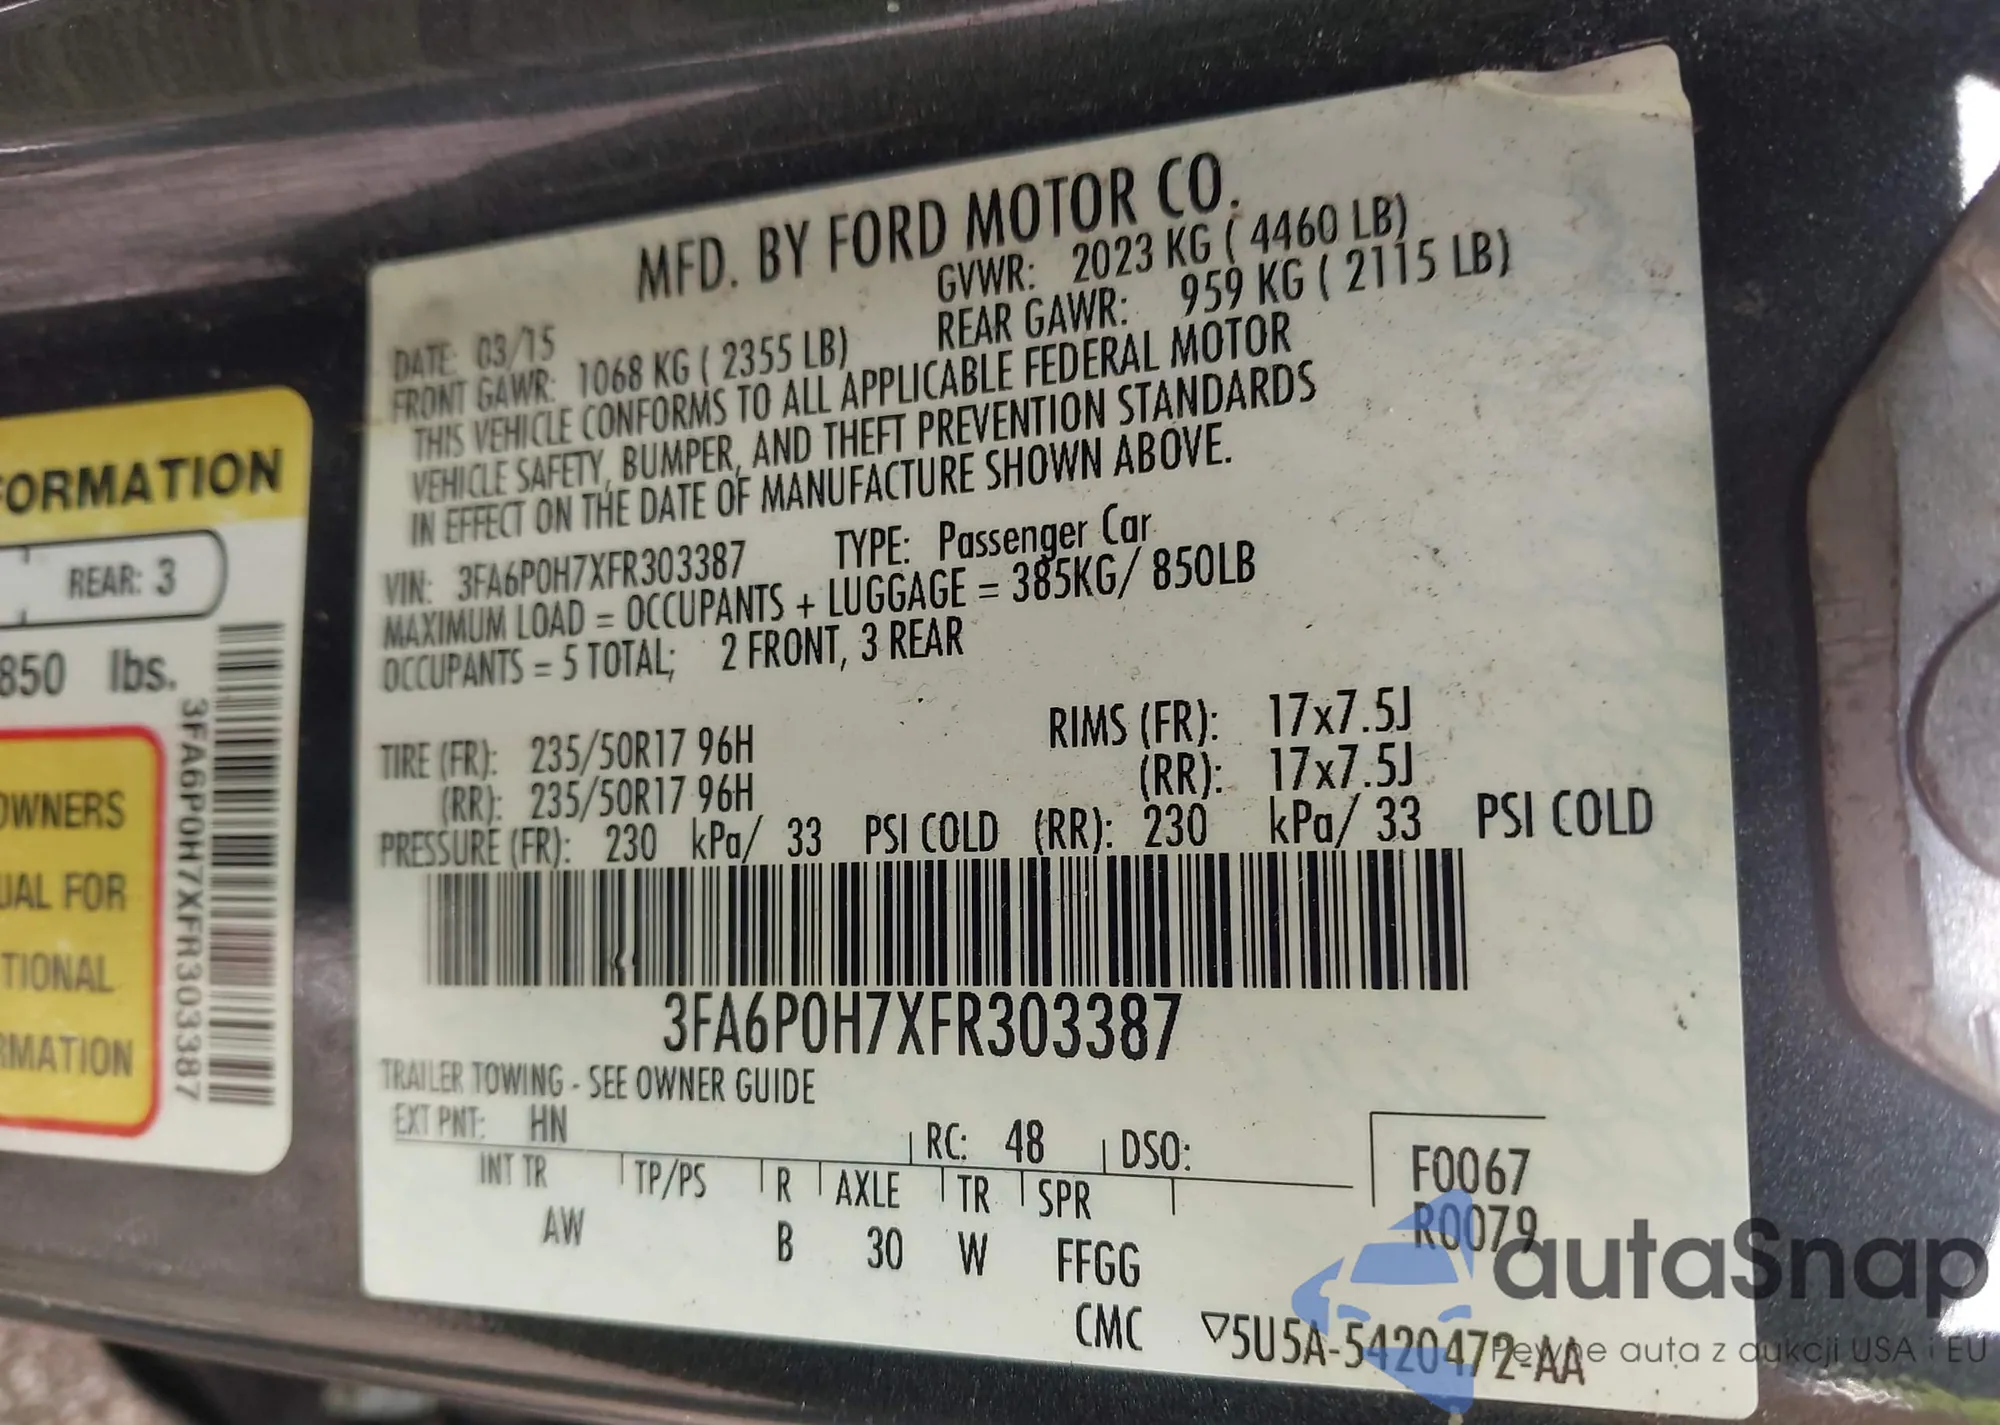 MFD. BY FORD MOTOR CO.
DATE: 03/15 GVWR: 2023 KG ( 4460 LB)
FRONT GAWR: 1068 KG ( 2355 LB) REAR GAWR: 959 KG ( 2115 LB)
THIS VEHICLE CONFORMS TO ALL APPLICABLE FEDERAL MOTOR
VEHICLE SAFETY, BUMPER, AND THEFT PREVENTION STANDARDS
IN EFFECT ON THE DATE OF MANUFACTURE SHOWN ABOVE.
VIN: 3FA6P0H7XFR303387 TYPE: Passenger Car
MAXIMUM LOAD = OCCUPANTS + LUGGAGE = 385KG/ 850LB
OCCUPANTS = 5 TOTAL; 2 FRONT, 3 REAR
TIRE (FR): 235/50R17 96H RIMS (FR): 17x7.5J
(RR): 235/50R17 96H (RR): 17x7.5J
PRESSURE (FR): 230 kPa/ 33 PSI COLD (RR): 230 kPa/ 33 PSI COLD
3FA6P0H7XFR303387
TRAILER TOWING - SEE OWNER GUIDE
EXT PNT: HN RC: 48 DSO:
INT TR TP/PS R AXLE TR SPR
AW B 30 W FFGG
F0067
R0079
CMC ▽5U5A-5420472-AA
FORMATION
REAR: 3
850 lbs.
3FA6P0H7XFR303387
OWNERS
UAL FOR
TIONAL
RMATION
autaSnap
Pewne auta z aukcji USA i EU